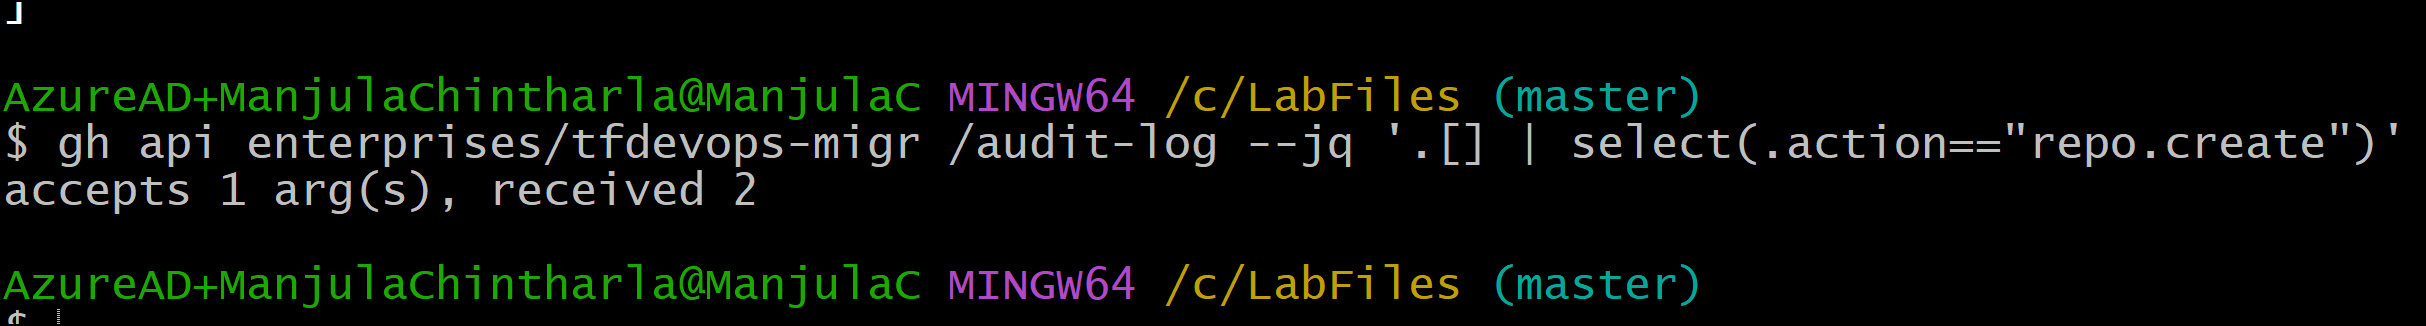 ]
AzureAD+ManjulaChintharla@ManjulaC MINGW64 /c/LabFiles (master)
$ gh api enterprises/tfdevops-migr /audit-log --jq '.[] | select(.action=="repo.create")'
accepts 1 arg(s), received 2
AzureAD+ManjulaChintharla@ManjulaC MINGW64 /c/LabFiles (master)
$